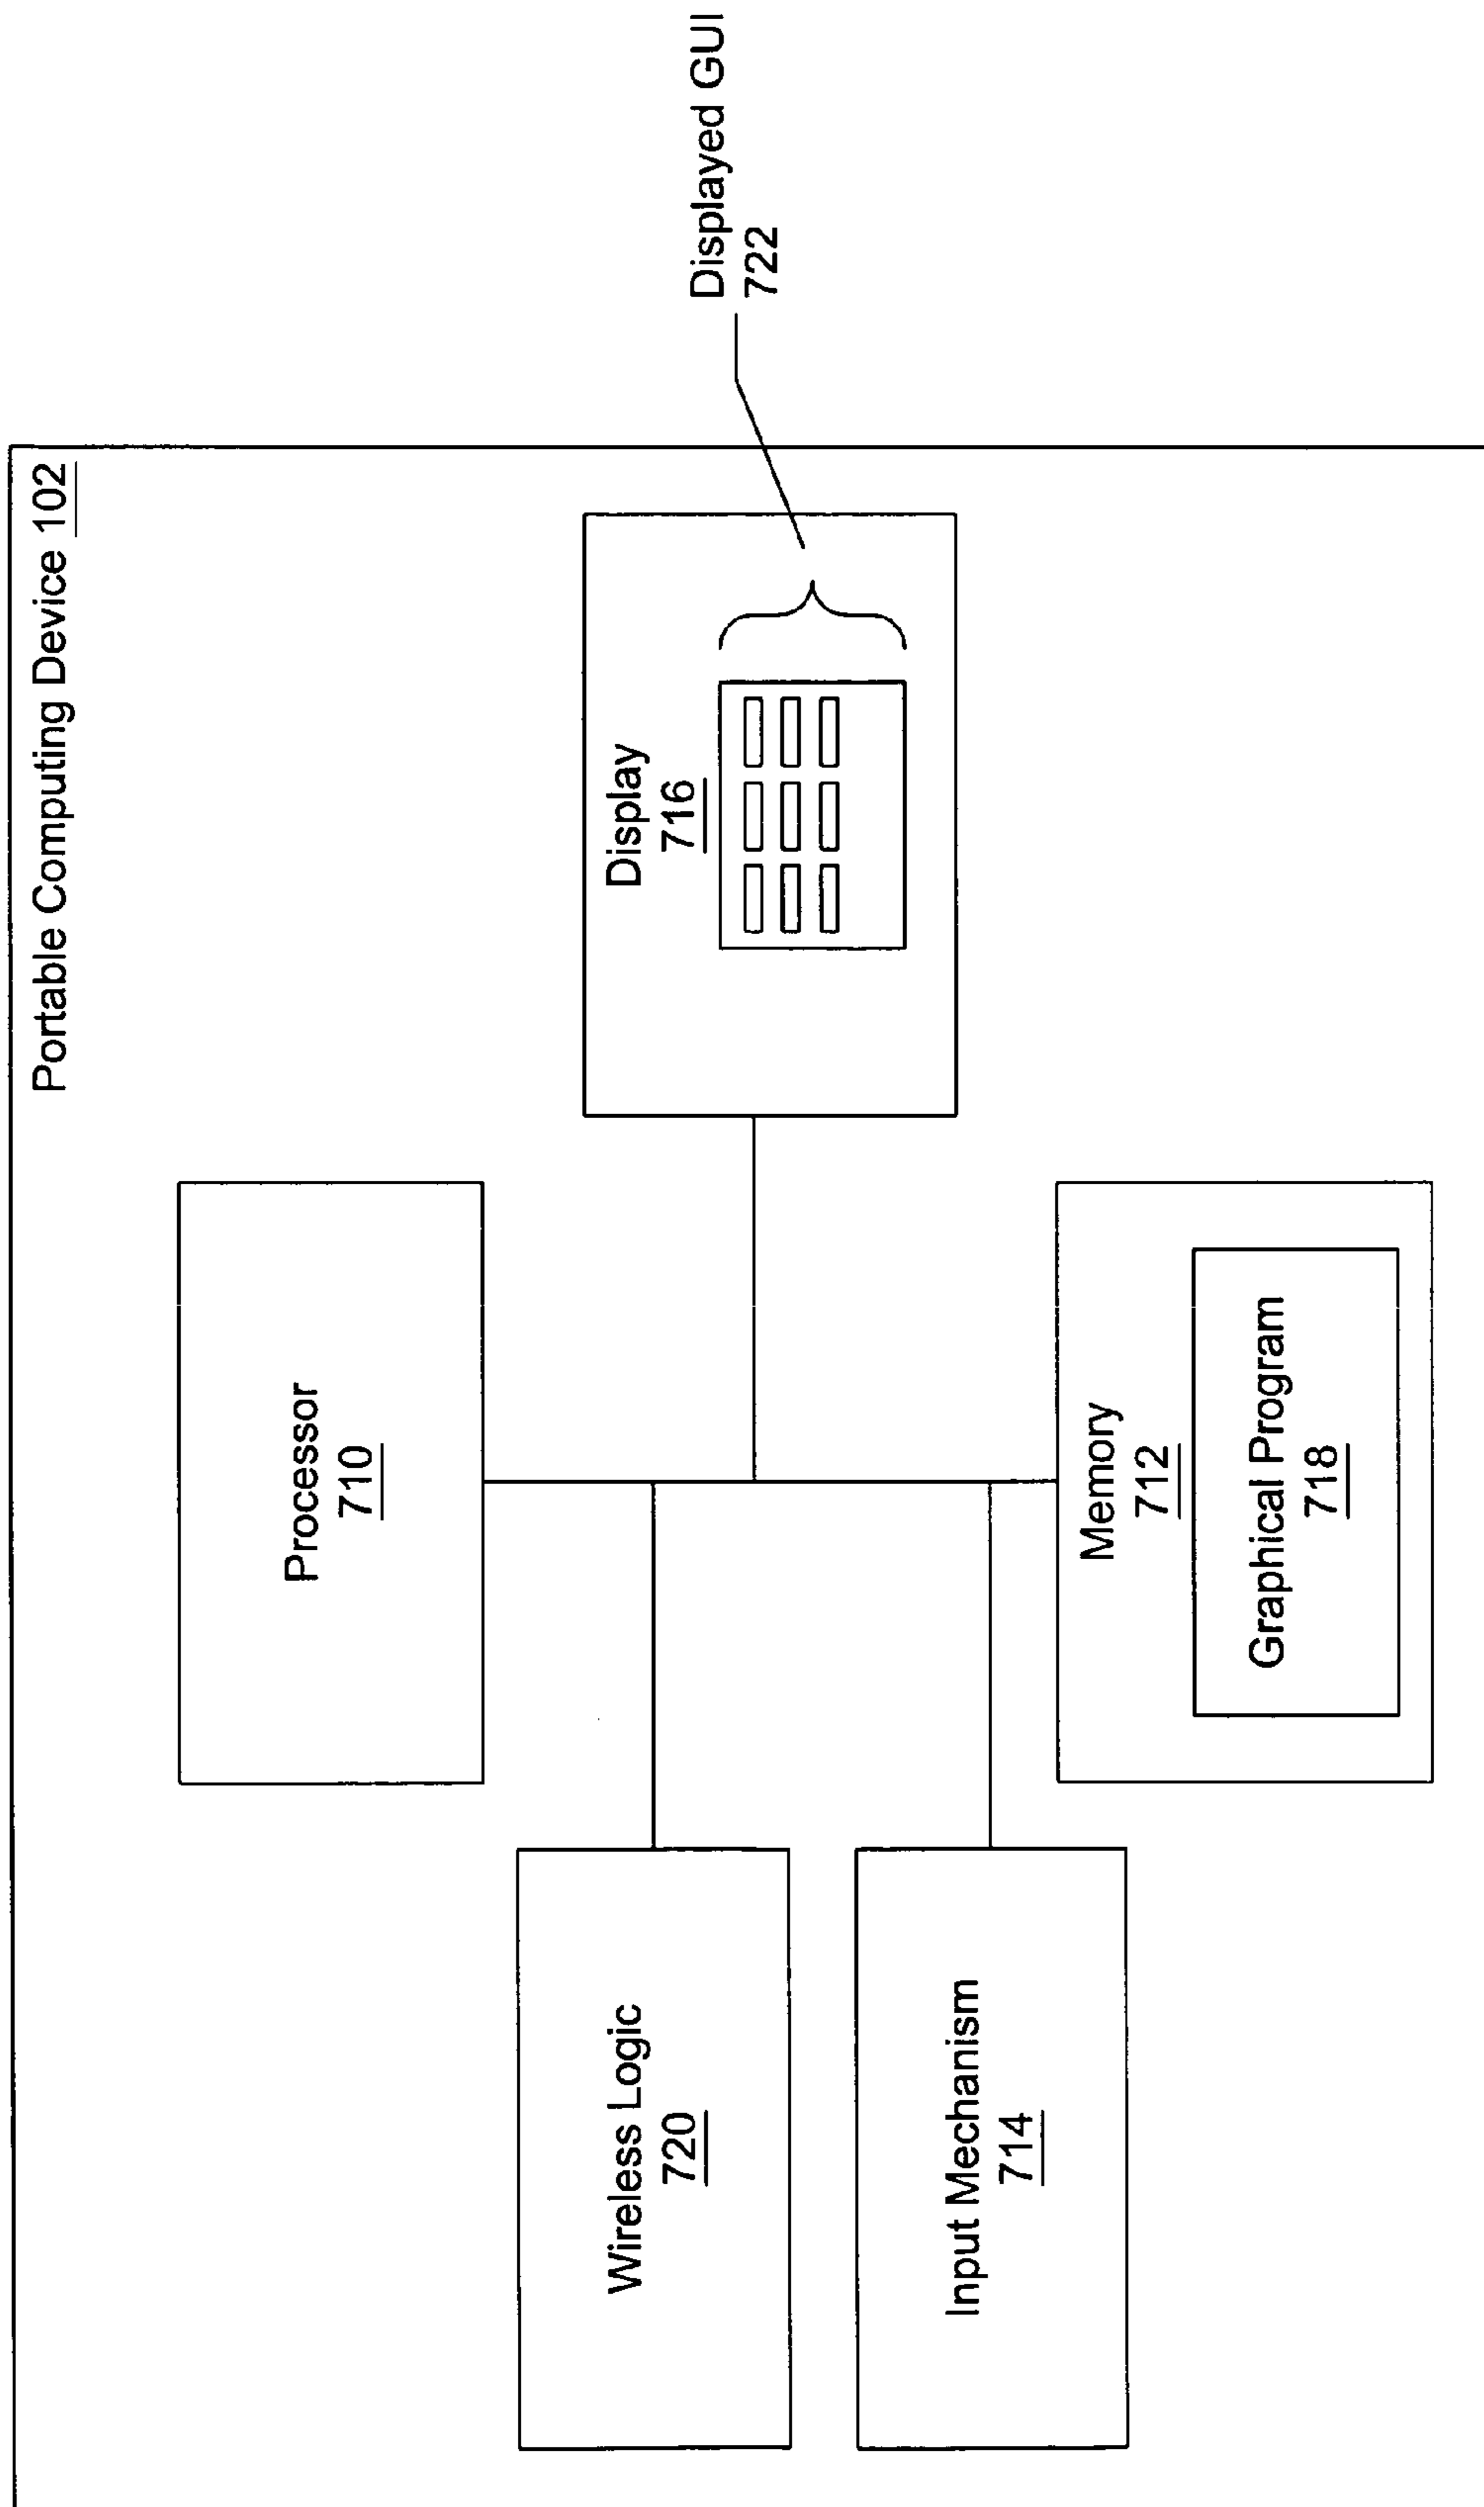 Portable Computing Device 102
Processor
710
Wireless Logic
720
Display
716
Displayed GUI
722
Input Mechanism
714
Memory
712
Graphical Program
718